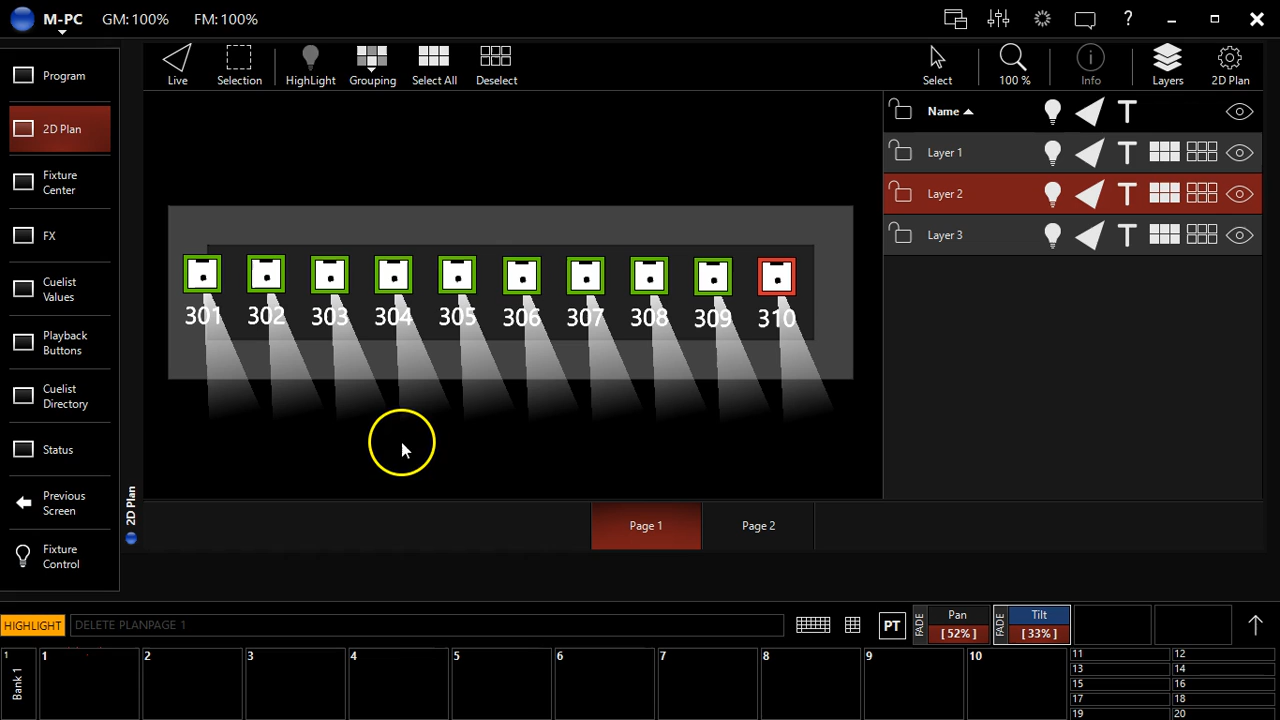 M-PC GM: 100% FM: 100% ?
Live Selection HighLight Grouping Select All Deselect Select 100 % Info Layers 2D Plan
Program
2D Plan
Fixture
Center
FX
Cuelist
Values
Playback
Buttons
Cuelist
Directory
Status
Previous
Screen
Fixture
Control
2D Plan
Name T
Layer 1 T
Layer 2 T
Layer 3 T
301 302 303 304 305 306 307 308 309 310
Page 1 Page 2
HIGHLIGHT DELETE PLANPAGE 1 PT
FADE Pan
[ 52% ]
FADE Tilt
[ 33% ]
1 Bank 1
1 2 3 4 5 6 7 8 9 10
11 12
13 14
15 16
17 18
19 20